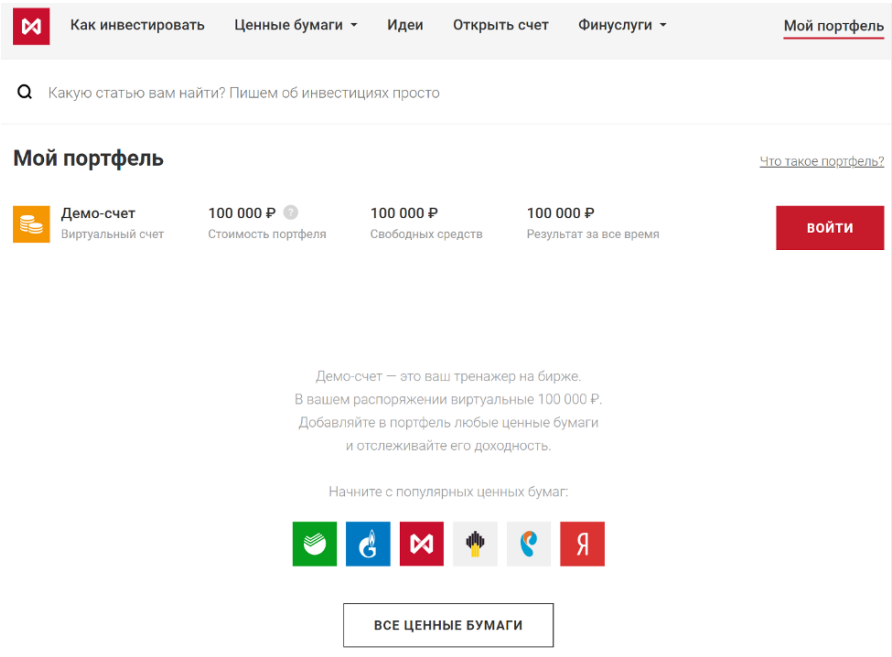 Как инвестировать Ценные бумаги Идеи Открыть счет Финуслуги Мой портфель
Какую статью вам найти? Пишем об инвестициях просто
Мой портфель Что такое портфель?
Демо-счет 100 000 ₽ ? 100 000 ₽ 100 000 ₽
Виртуальный счет Стоимость портфеля Свободных средств Результат за все время
ВОЙТИ
Демо-счет — это ваш тренажер на бирже.
В вашем распоряжении виртуальные 100 000 ₽.
Добавляйте в портфель любые ценные бумаги
и отслеживайте его доходность.
Начните с популярных ценных бумаг:
Я
ВСЕ ЦЕННЫЕ БУМАГИ